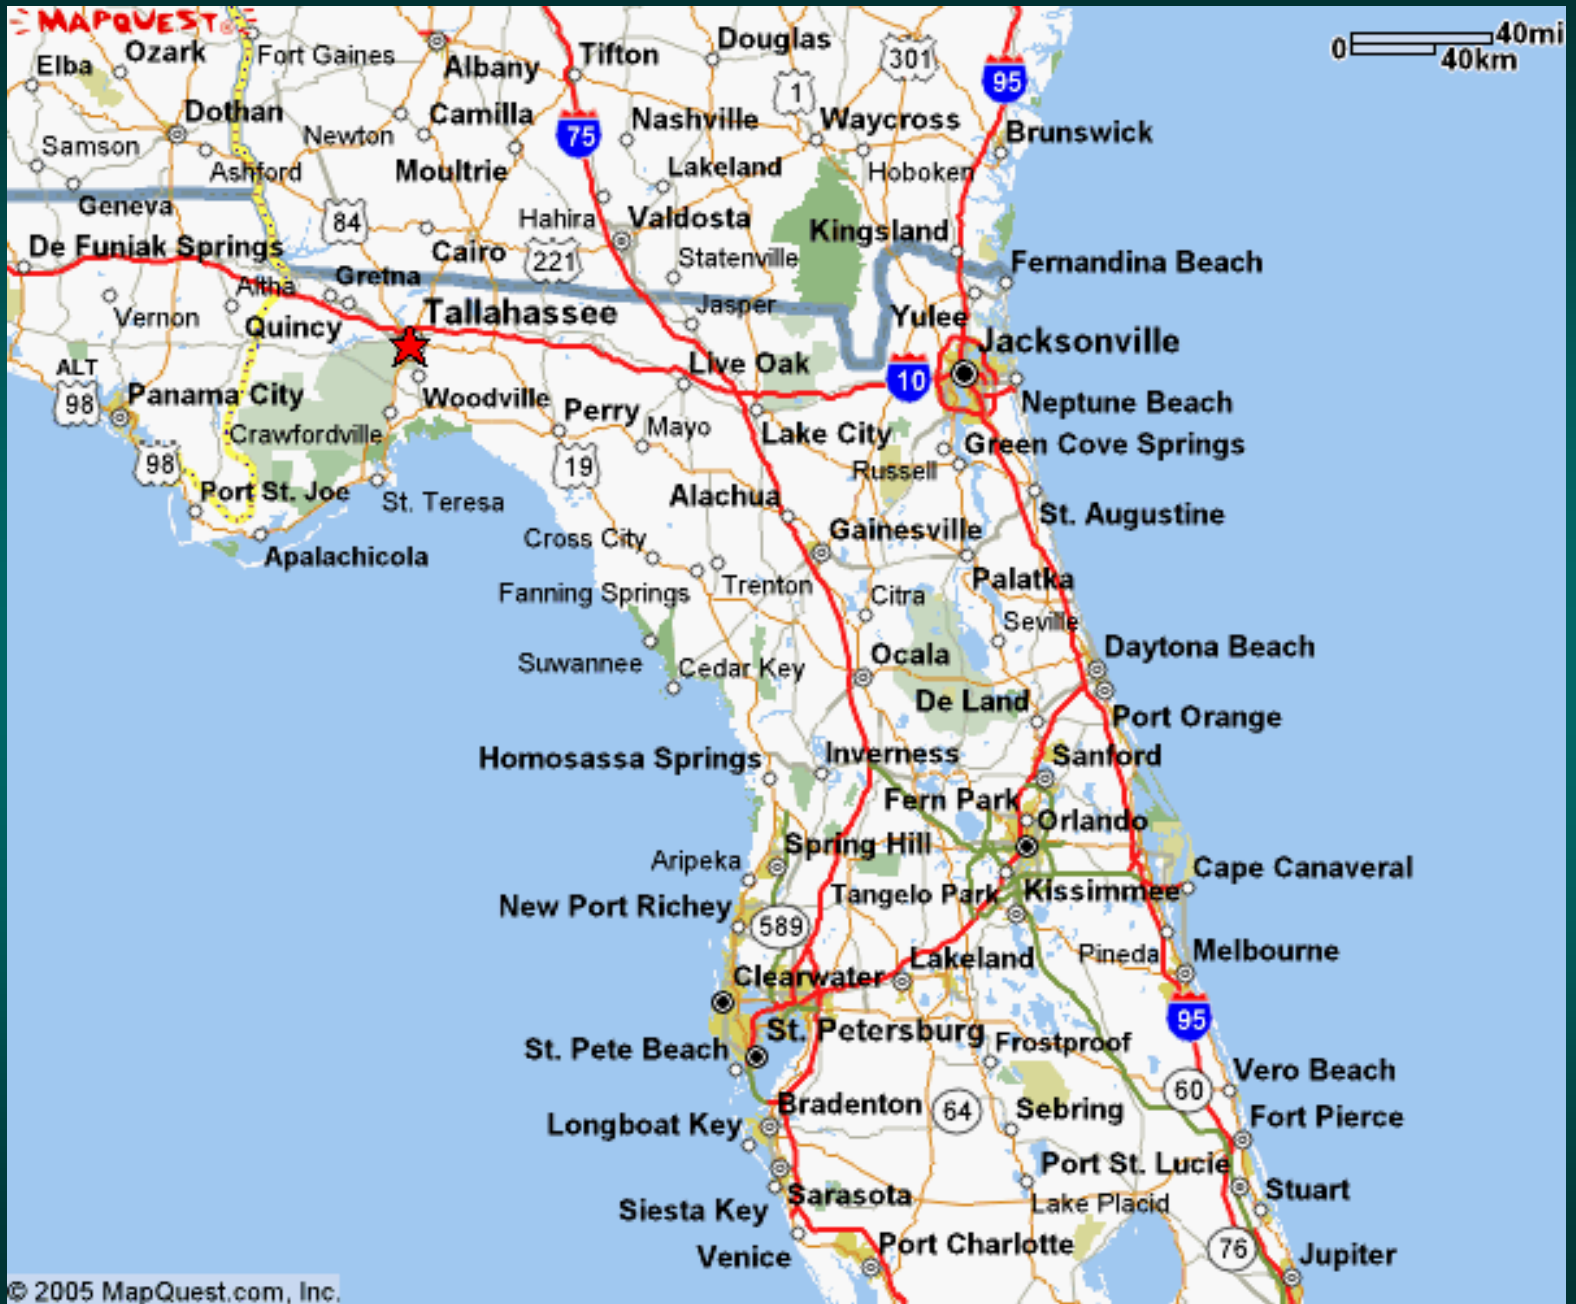 MAPQUEST
Ozark
Fort Gaines
Elba
Albany
Tifton
Douglas
301
95
0
40mi
40km
Dothan
Camilla
75
Nashville
1
Waycross
Brunswick
Samson
Newton
Ashford
Moultrie
Lakeland
Hoboken
Geneva
84
Hahira
Valdosta
Kingsland
De Funiak Springs
Cairo
221
Statenville
Fernandina Beach
Altha
Gretna
Vernon
Quincy
Tallahassee
Jasper
Yulee
Jacksonville
ALT
98
Panama City
Woodville
Live Oak
10
Neptune Beach
Crawfordville
Perry
Mayo
Lake City
Green Cove Springs
98
19
Russell
Port St. Joe
St. Teresa
Alachua
St. Augustine
Apalachicola
Cross City
Gainesville
Fanning Springs
Trenton
Citra
Palatka
Seville
Suwannee
Cedar Key
Ocala
Daytona Beach
De Land
Port Orange
Homosassa Springs
Inverness
Sanford
Fern Park
Orlando
Aripeka
Spring Hill
Cape Canaveral
New Port Richey
589
Tangelo Park
Kissimmee
Clearwater
Lakeland
Pineda
Melbourne
95
St. Pete Beach
St. Petersburg
Frostproof
Vero Beach
60
Longboat Key
Bradenton
64
Sebring
Fort Pierce
Port St. Lucie
Siesta Key
Sarasota
Lake Placid
Stuart
Venice
Port Charlotte
76
Jupiter
© 2005 MapQuest.com, Inc.